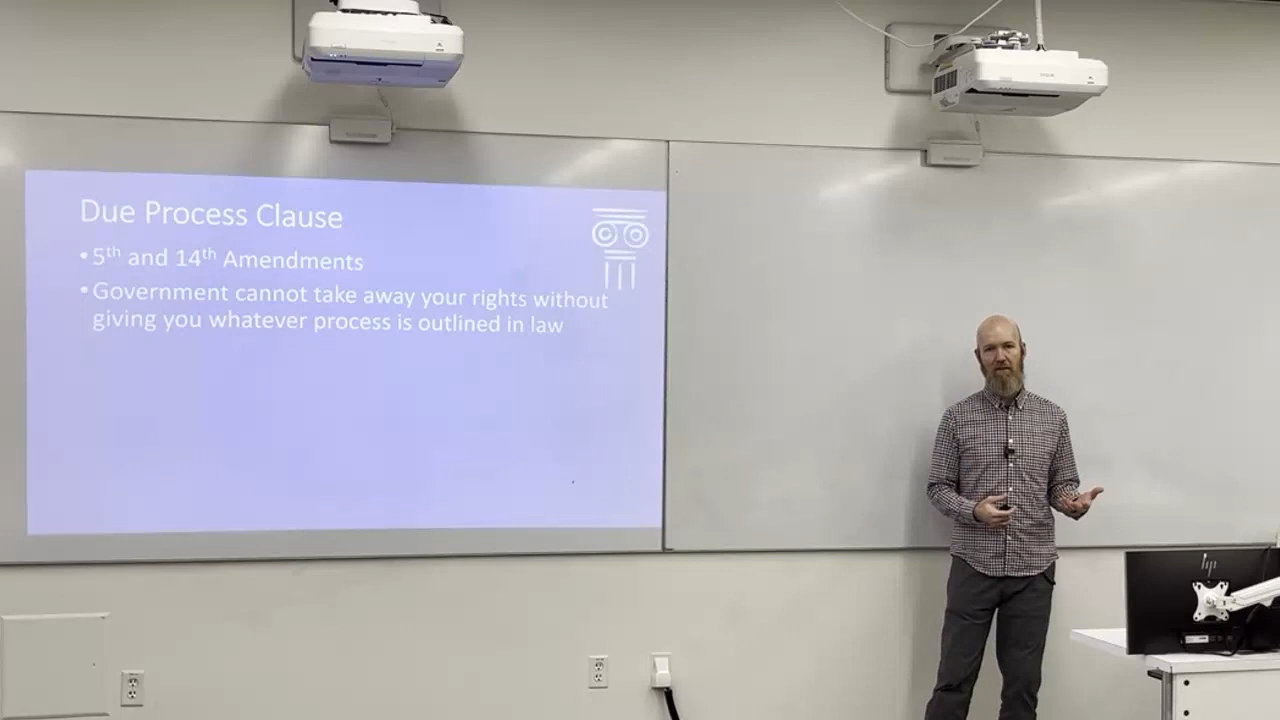 Due Process Clause
•5th and 14th Amendments
•Government cannot take away your rights without
giving you whatever process is outlined in law
hp